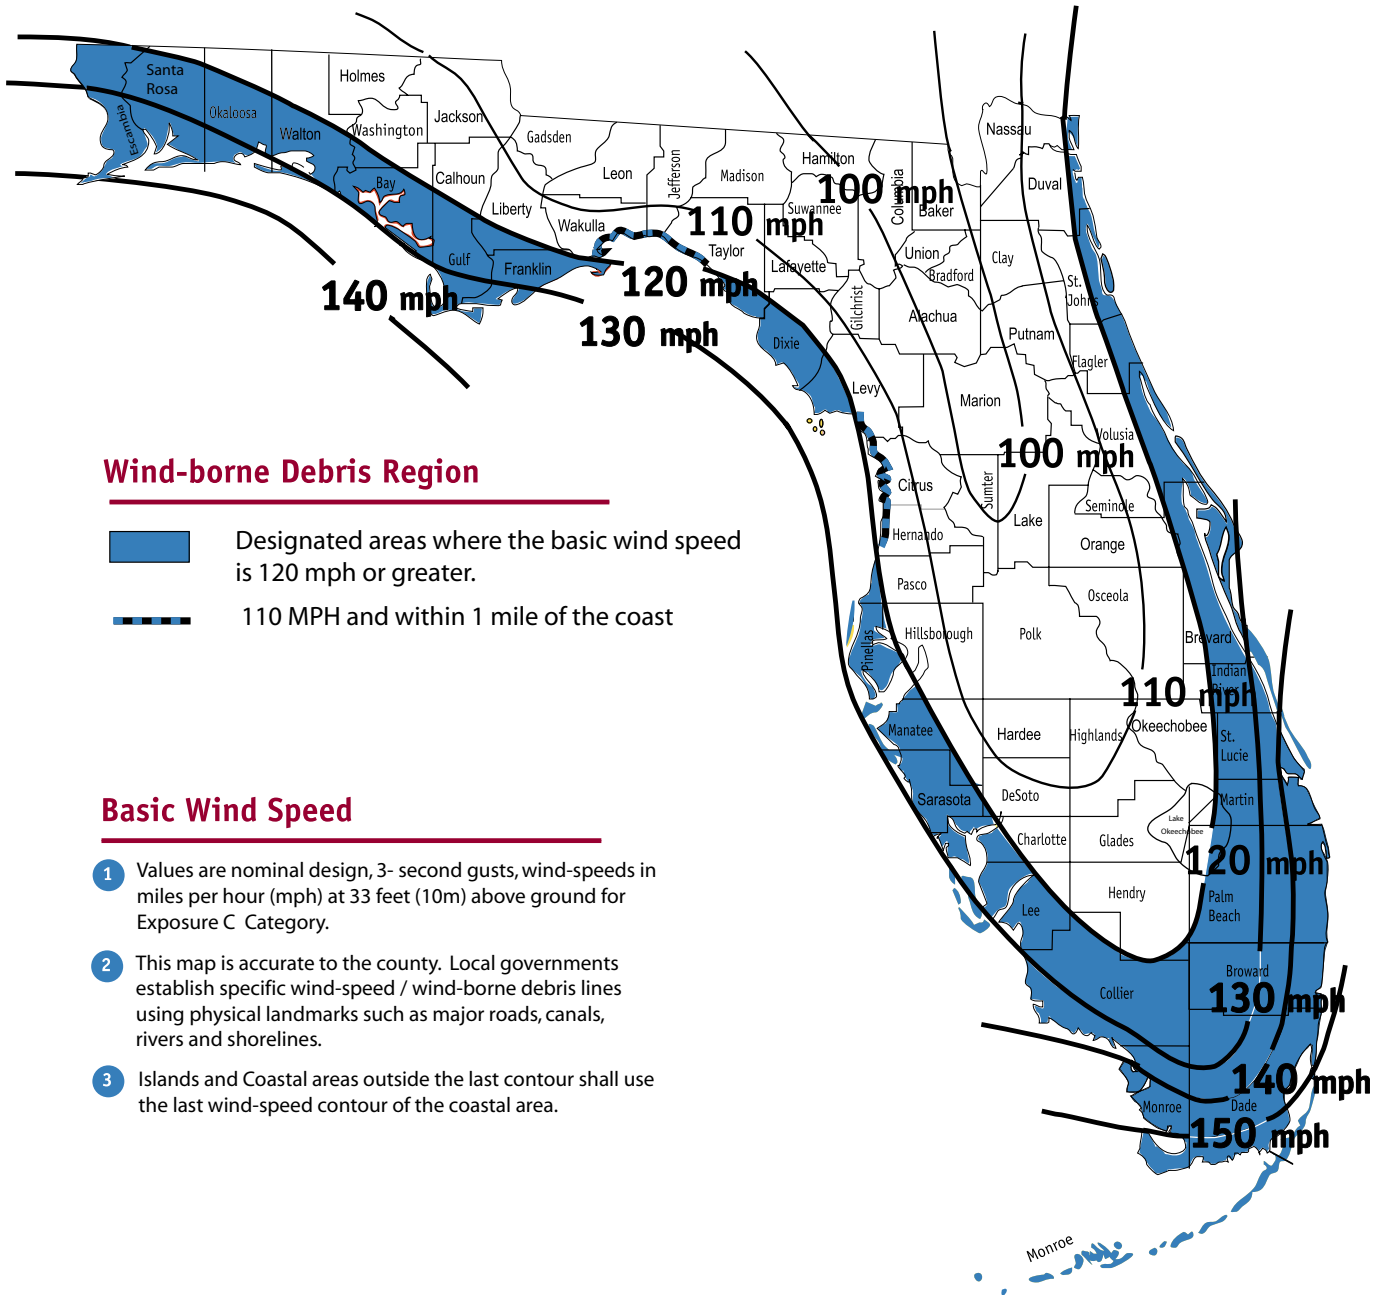 Santa
Rosa
Escambia
Okaloosa
Walton
Holmes
Washington
Jackson
Bay
Calhoun
Gulf
Gadsden
Liberty
Franklin
Leon
Wakulla
Jefferson
Madison
Taylor
Hamilton
Suwannee
Lafayette
Columbia
Baker
Nassau
Duval
Union
Bradford
Clay
St.
Johns
Gilchrist
Alachua
Putnam
Dixie
Levy
Marion
Flagler
Volusia
100 mph
110 mph
120 mph
130 mph
140 mph
100 mph
Citrus
Sumter
Lake
Seminole
Hernando
Orange
Pasco
Osceola
Hillsborough
Pinellas
Polk
Brevard
Indian
River
110 mph
Manatee
Hardee
Highlands
Okeechobee
St.
Lucie
Sarasota
DeSoto
Martin
Charlotte
Glades
Lake
Okeechobee
120 mph
Lee
Hendry
Palm
Beach
Collier
Broward
130 mph
140 mph
Monroe
Dade
150 mph
Monroe
Wind-borne Debris Region
Designated areas where the basic wind speed
is 120 mph or greater.
110 MPH and within 1 mile of the coast
Basic Wind Speed
1 Values are nominal design, 3- second gusts, wind-speeds in
miles per hour (mph) at 33 feet (10m) above ground for
Exposure C Category.
2 This map is accurate to the county. Local governments
establish specific wind-speed / wind-borne debris lines
using physical landmarks such as major roads, canals,
rivers and shorelines.
3 Islands and Coastal areas outside the last contour shall use
the last wind-speed contour of the coastal area.